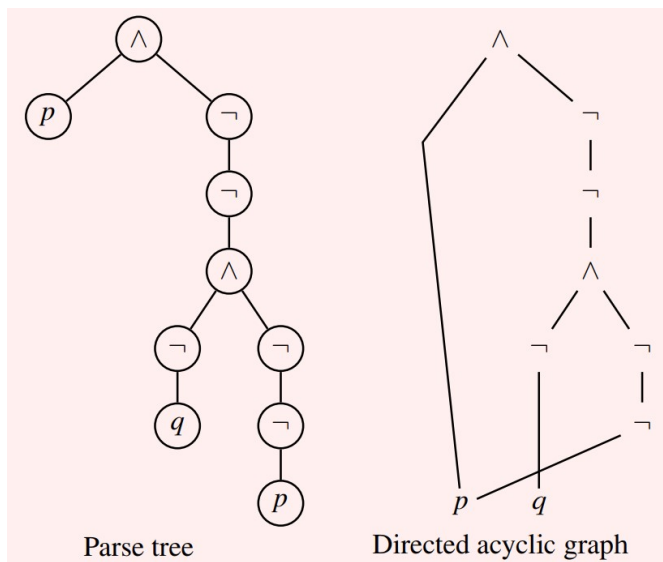 ∧ ∧
p ¬ ¬
¬ ¬
∧ ∧
¬ ¬ ¬ ¬
q ¬ ¬
p p q
Parse tree Directed acyclic graph